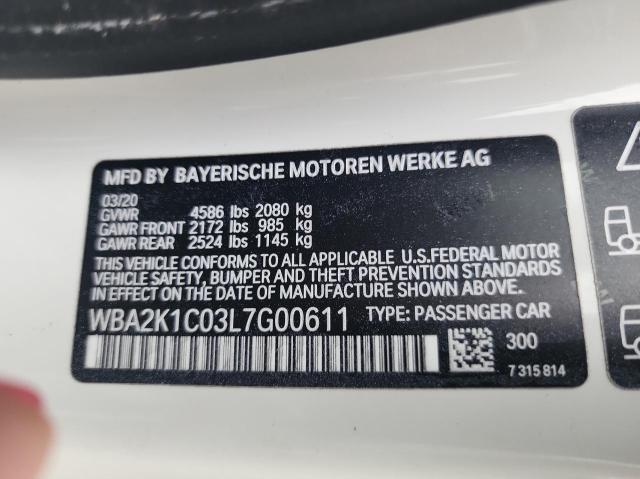 MFD BY BAYERISCHE MOTOREN WERKE AG
03/20
GVWR 4586 lbs 2080 kg
GAWR FRONT 2172 lbs 985 kg
GAWR REAR 2524 lbs 1145 kg
THIS VEHICLE CONFORMS TO ALL APPLICABLE U.S.FEDERAL MOTOR
VEHICLE SAFETY, BUMPER AND THEFT PREVENTION STANDARDS
IN EFFECT ON THE DATE OF MANUFACTURE SHOWN ABOVE.
WBA2K1C03L7G00611 TYPE: PASSENGER CAR
300
7 315 814